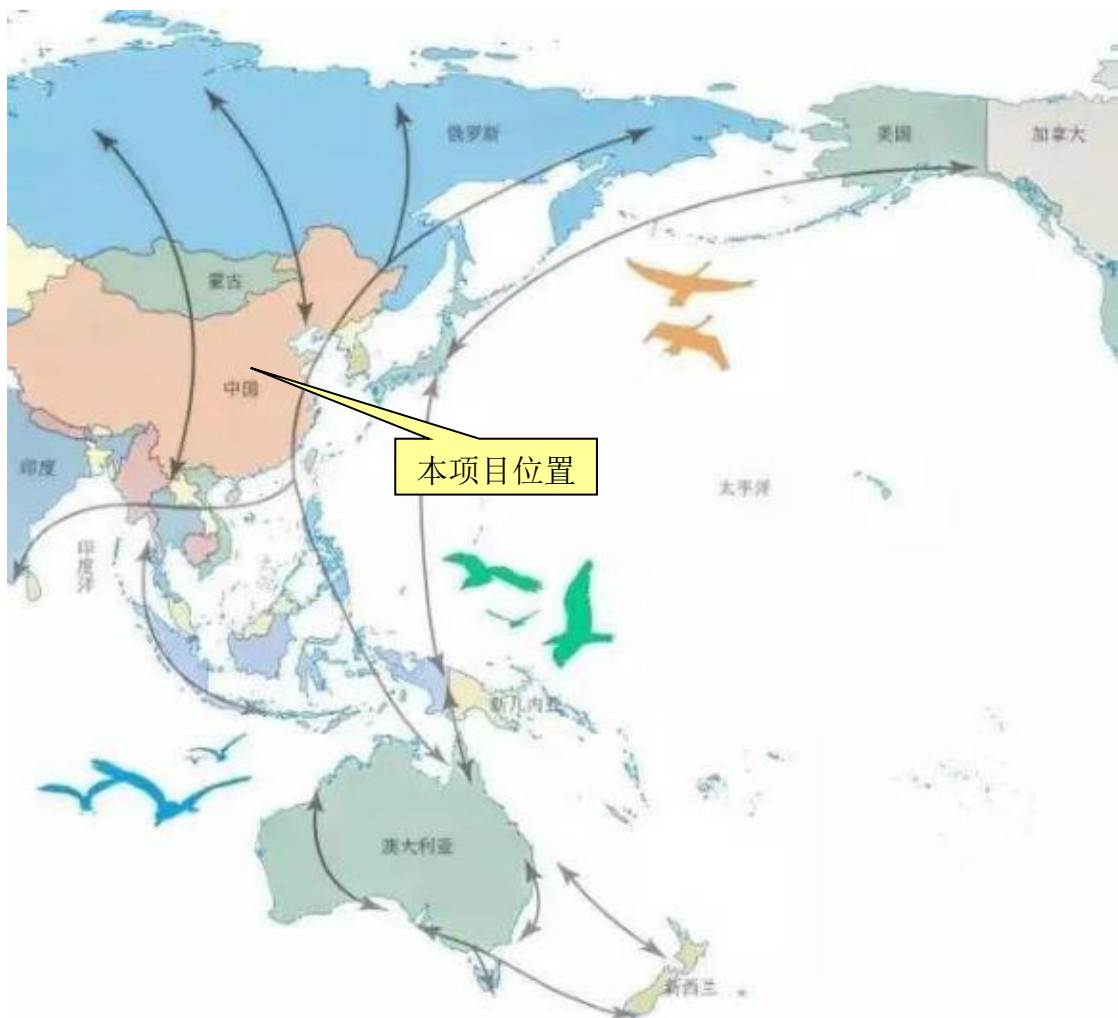 俄罗斯
美国
加拿大
蒙古
中国
本项目位置
印度
太平洋
印度洋
新几内亚
澳大利亚
新西兰